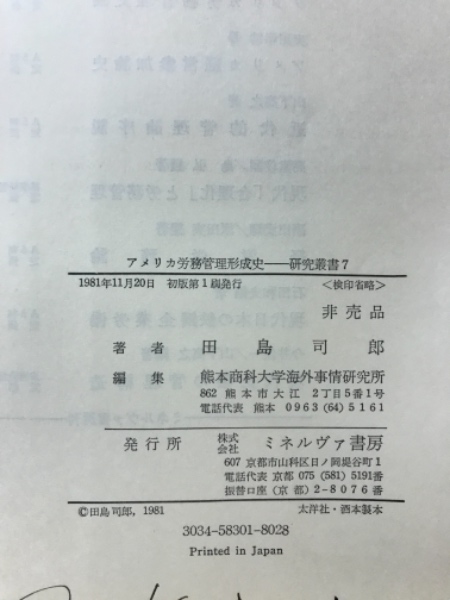 アメリカ労務管理形成史——研究叢書7
1981年11月20日 初版第1刷発行 <検印省略>
非売品
著者 田島司郎
編集 熊本商科大学海外事情研究所
862 熊本市大江 2丁目5番1号
電話代表 熊本 0963(64)5161
発行所 株式会社 ミネルヴァ書房
607 京都市山科区日ノ岡堤谷町1
電話代表 京都 075(581)5191番
振替口座(京都)2-8076番
©田島司郎, 1981 太洋社・酒本製本
3034-58301-8028
Printed in Japan